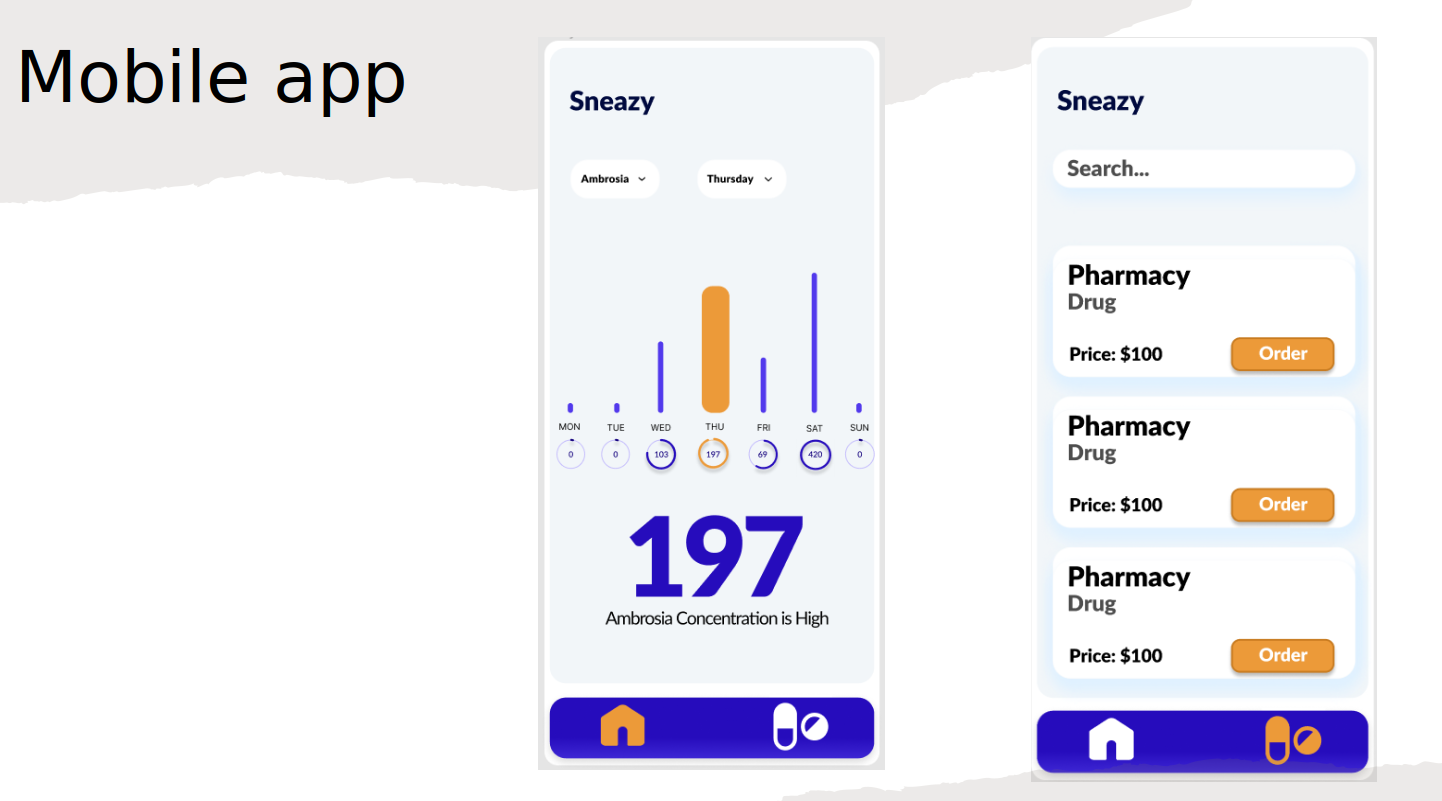 Mobile app
Sneazy
Ambrosia
Thursday
MON TUE WED THU FRI SAT SUN
0 0 103 197 69 420 0
197
Ambrosia Concentration is High
Sneazy
Search...
Pharmacy
Drug
Price: $100 Order
Pharmacy
Drug
Price: $100 Order
Pharmacy
Drug
Price: $100 Order